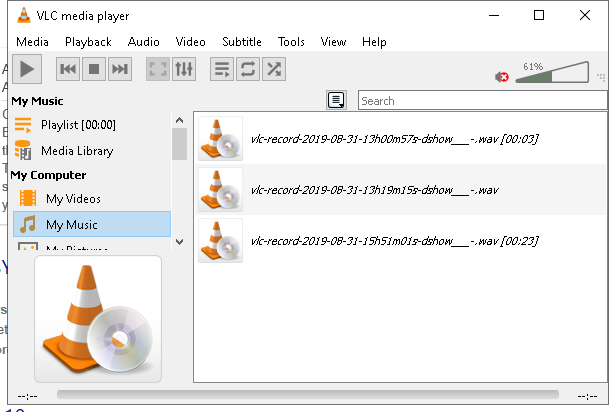 VLC media player
Media Playback Audio Video Subtitle Tools View Help
61%
My Music
Search
Playlist [00:00]
Media Library
My Computer
My Videos
My Music
My Pictures
vlc-record-2019-08-31-13h00m57s-dshow___-.wav [00:03]
vlc-record-2019-08-31-13h19m15s-dshow___-.wav
vlc-record-2019-08-31-15h51m01s-dshow___-.wav [00:23]
--:-- --:--